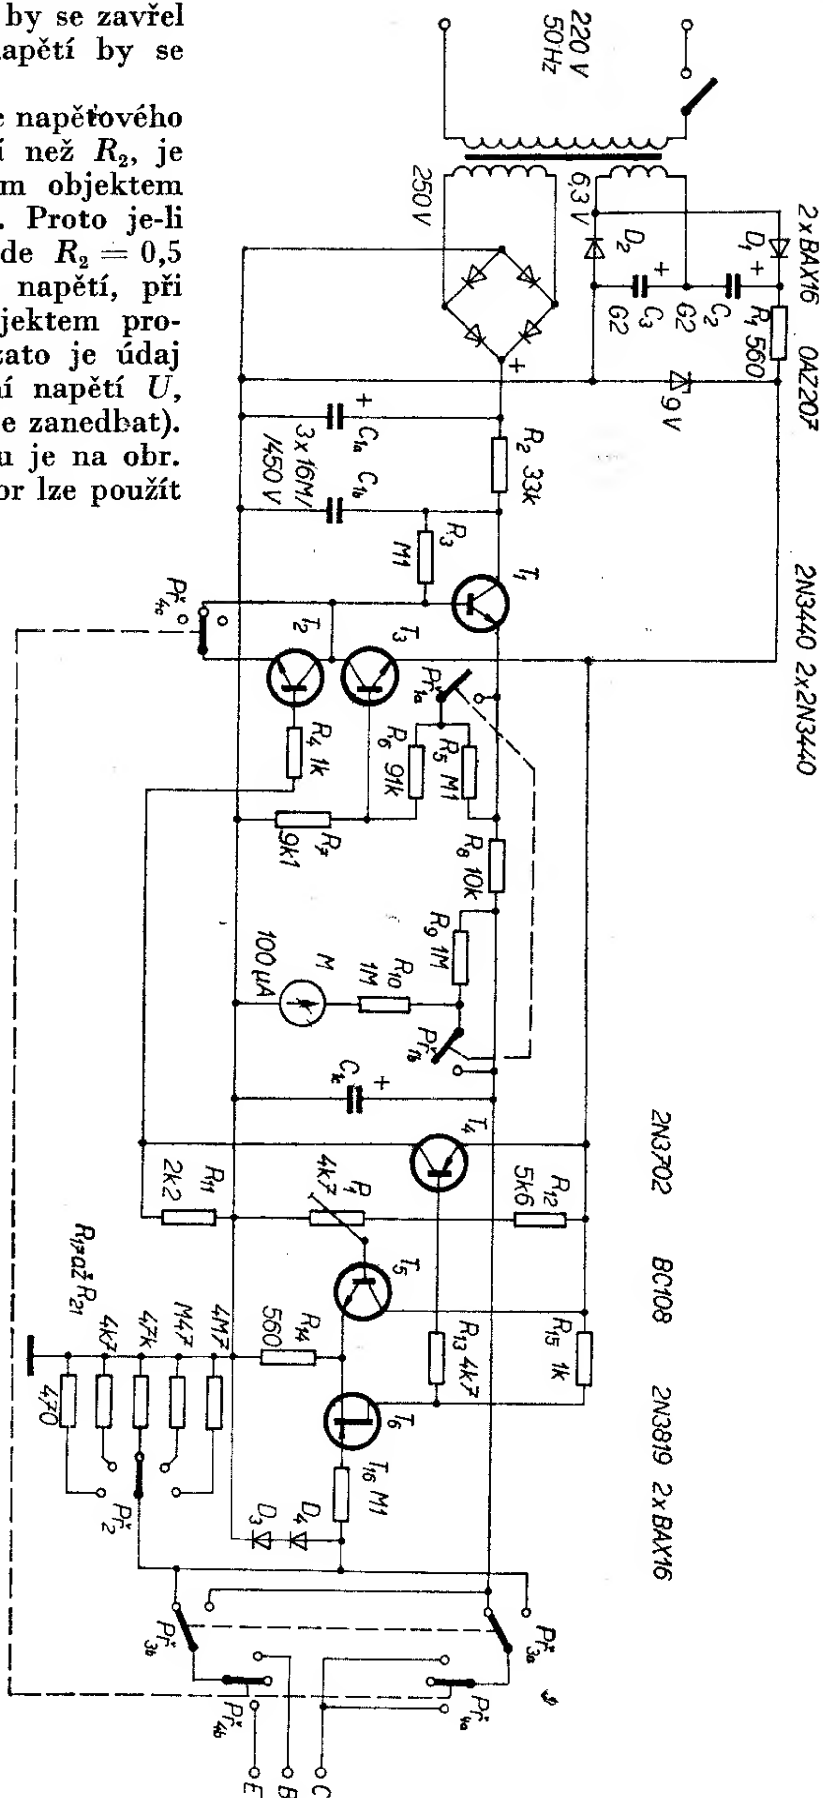 by se zavřel
napětí by se
e napěťového
í než R₂, je
m objektem
. Proto je-li
de R₂ = 0,5
napětí, při
jektem pro-
zato je údaj
ní napětí U,
e zanedbat).
u je na obr.
or lze použít
220 V
50Hz
250 V
6,3 V
2xBAX16
D₁
D₂
+
+
C₂
G2
C₃
G2
R₁ 560
0AZ207
9 V
+
+
C₁ₐ
C₁b
3x16M/
/450 V
R₂ 33k
R₃
M1
T₁
2N3440 2x2N3440
Př₄c
T₂
T₃
Př₁ₐ
R₄ 1k
R₆ 91k
R₅ M1
R₇
9k1
R₈ 10k
R₉ 1M
R₁₀
1M
M
100 µA
Př₁b
C₁c
+
T₄
2N3702
R₁₁
2k2
P₁
4k7
R₁₂
5k6
T₅
BC108
R₁₇ až R₂₁
470
4k7
47k
M47
4M7
R₁₄
560
R₁₃ 4k7
R₁₅ 1k
T₆
2N3819 2xBAX16
T₁₆ M1
Př₂
D₃
D₄
Př₃b
Př₃ₐ
Př₄b
Př₄ₐ
E
B
C